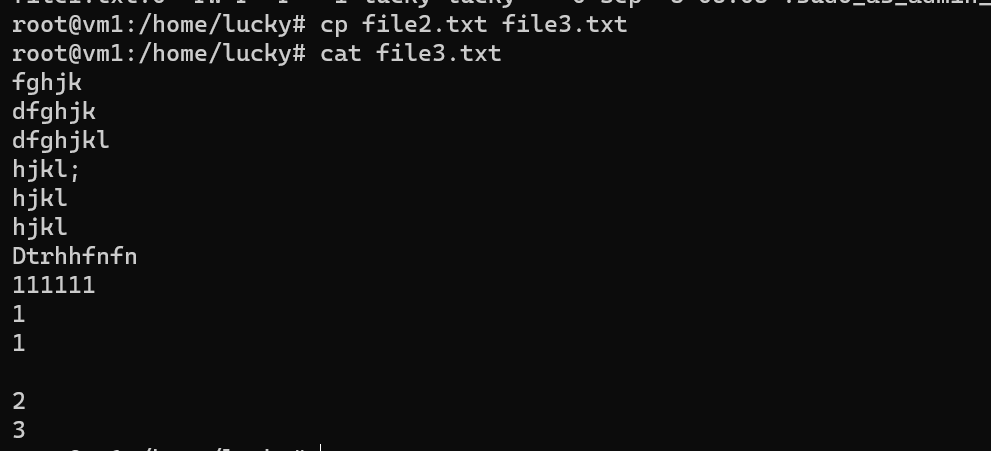 root@vm1:/home/lucky# cp file2.txt file3.txt
root@vm1:/home/lucky# cat file3.txt
fghjk
dfghjk
dfghjkl
hjkl;
hjkl
hjkl
Dtrhhfnfn
111111
1
1

2
3